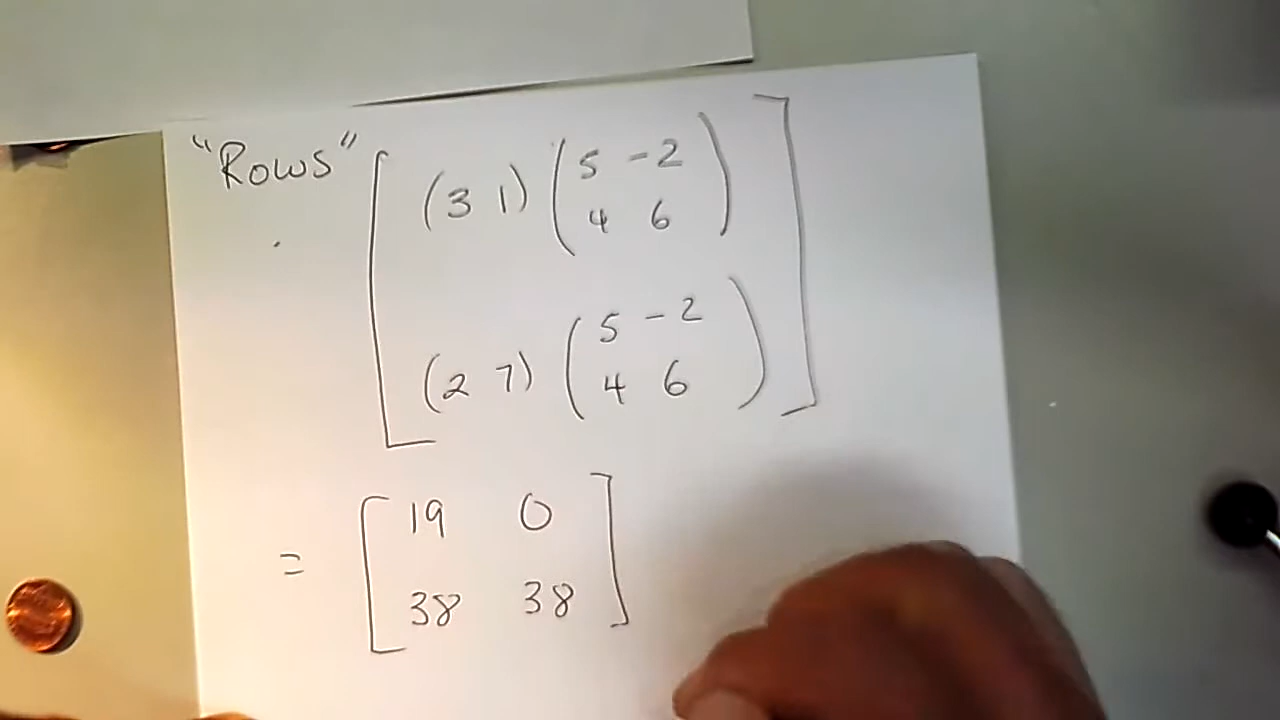 "Rows" [ (3 1) ( 5 -2
4 6 ) ]
(2 7) ( 5 -2
4 6 )
= [ 19 0
38 38 ]